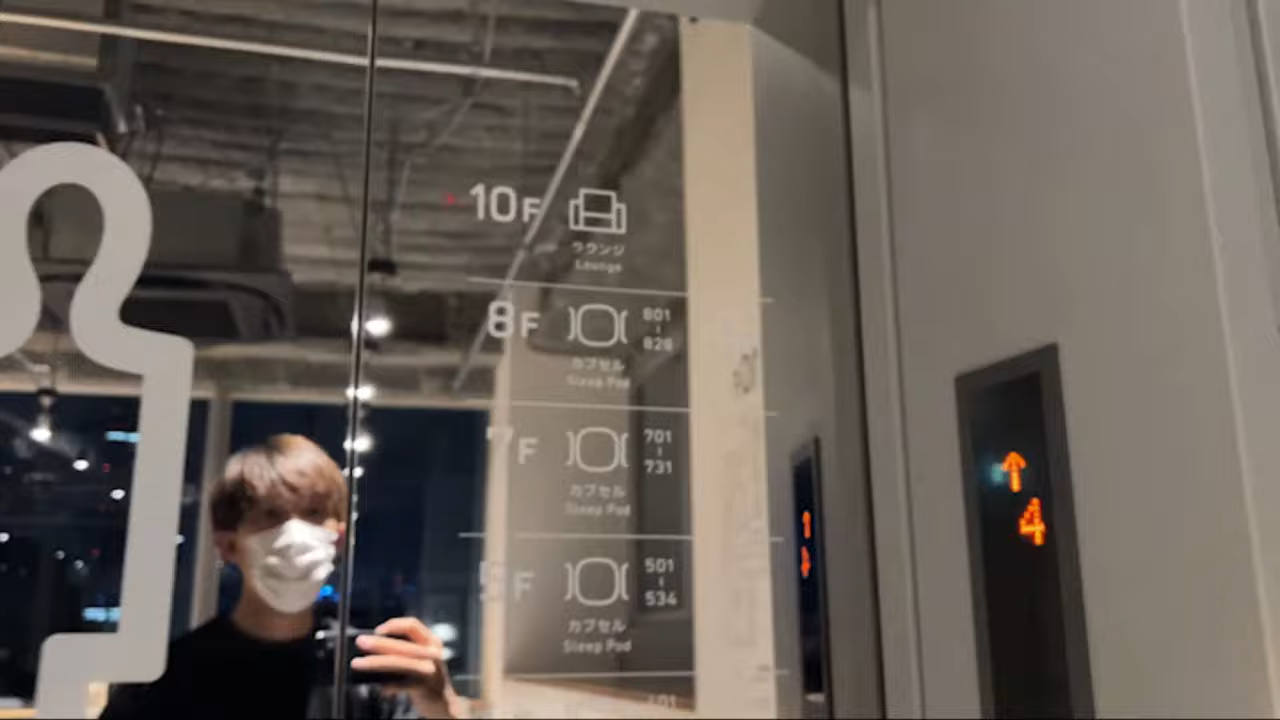 10F
ラウンジ
Lounge
8F
801
828
カプセル
Sleep Pod
7F
701
731
カプセル
Sleep Pod
5F
501
534
カプセル
Sleep Pod
4